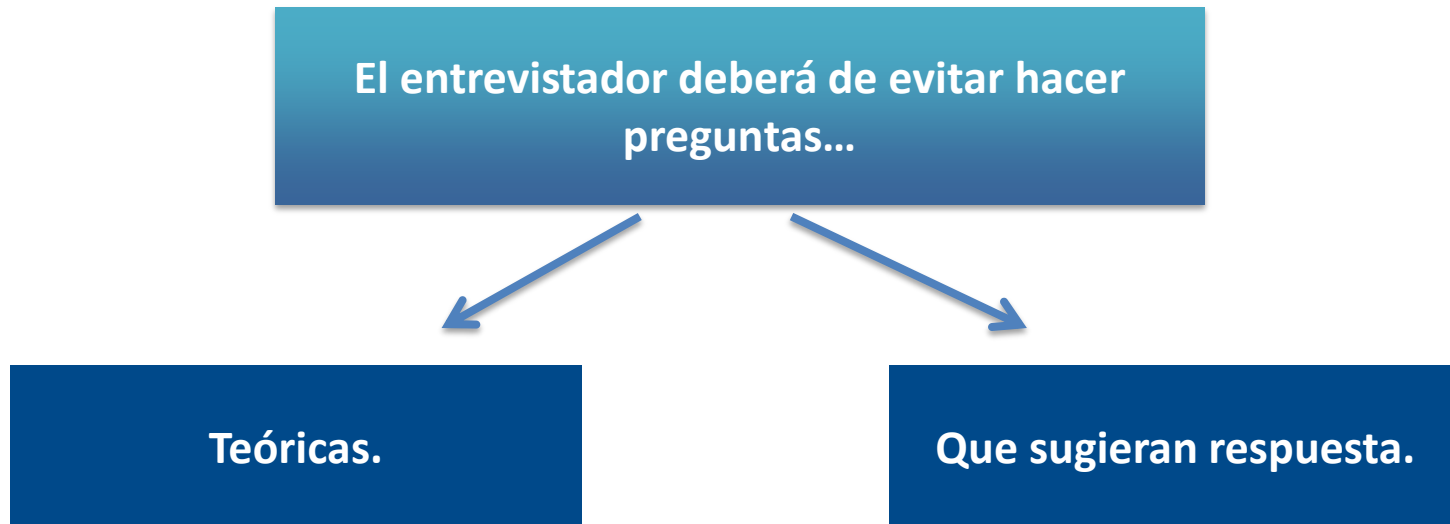 El entrevistador deberá de evitar hacer
preguntas…
Teóricas.
Que sugieran respuesta.